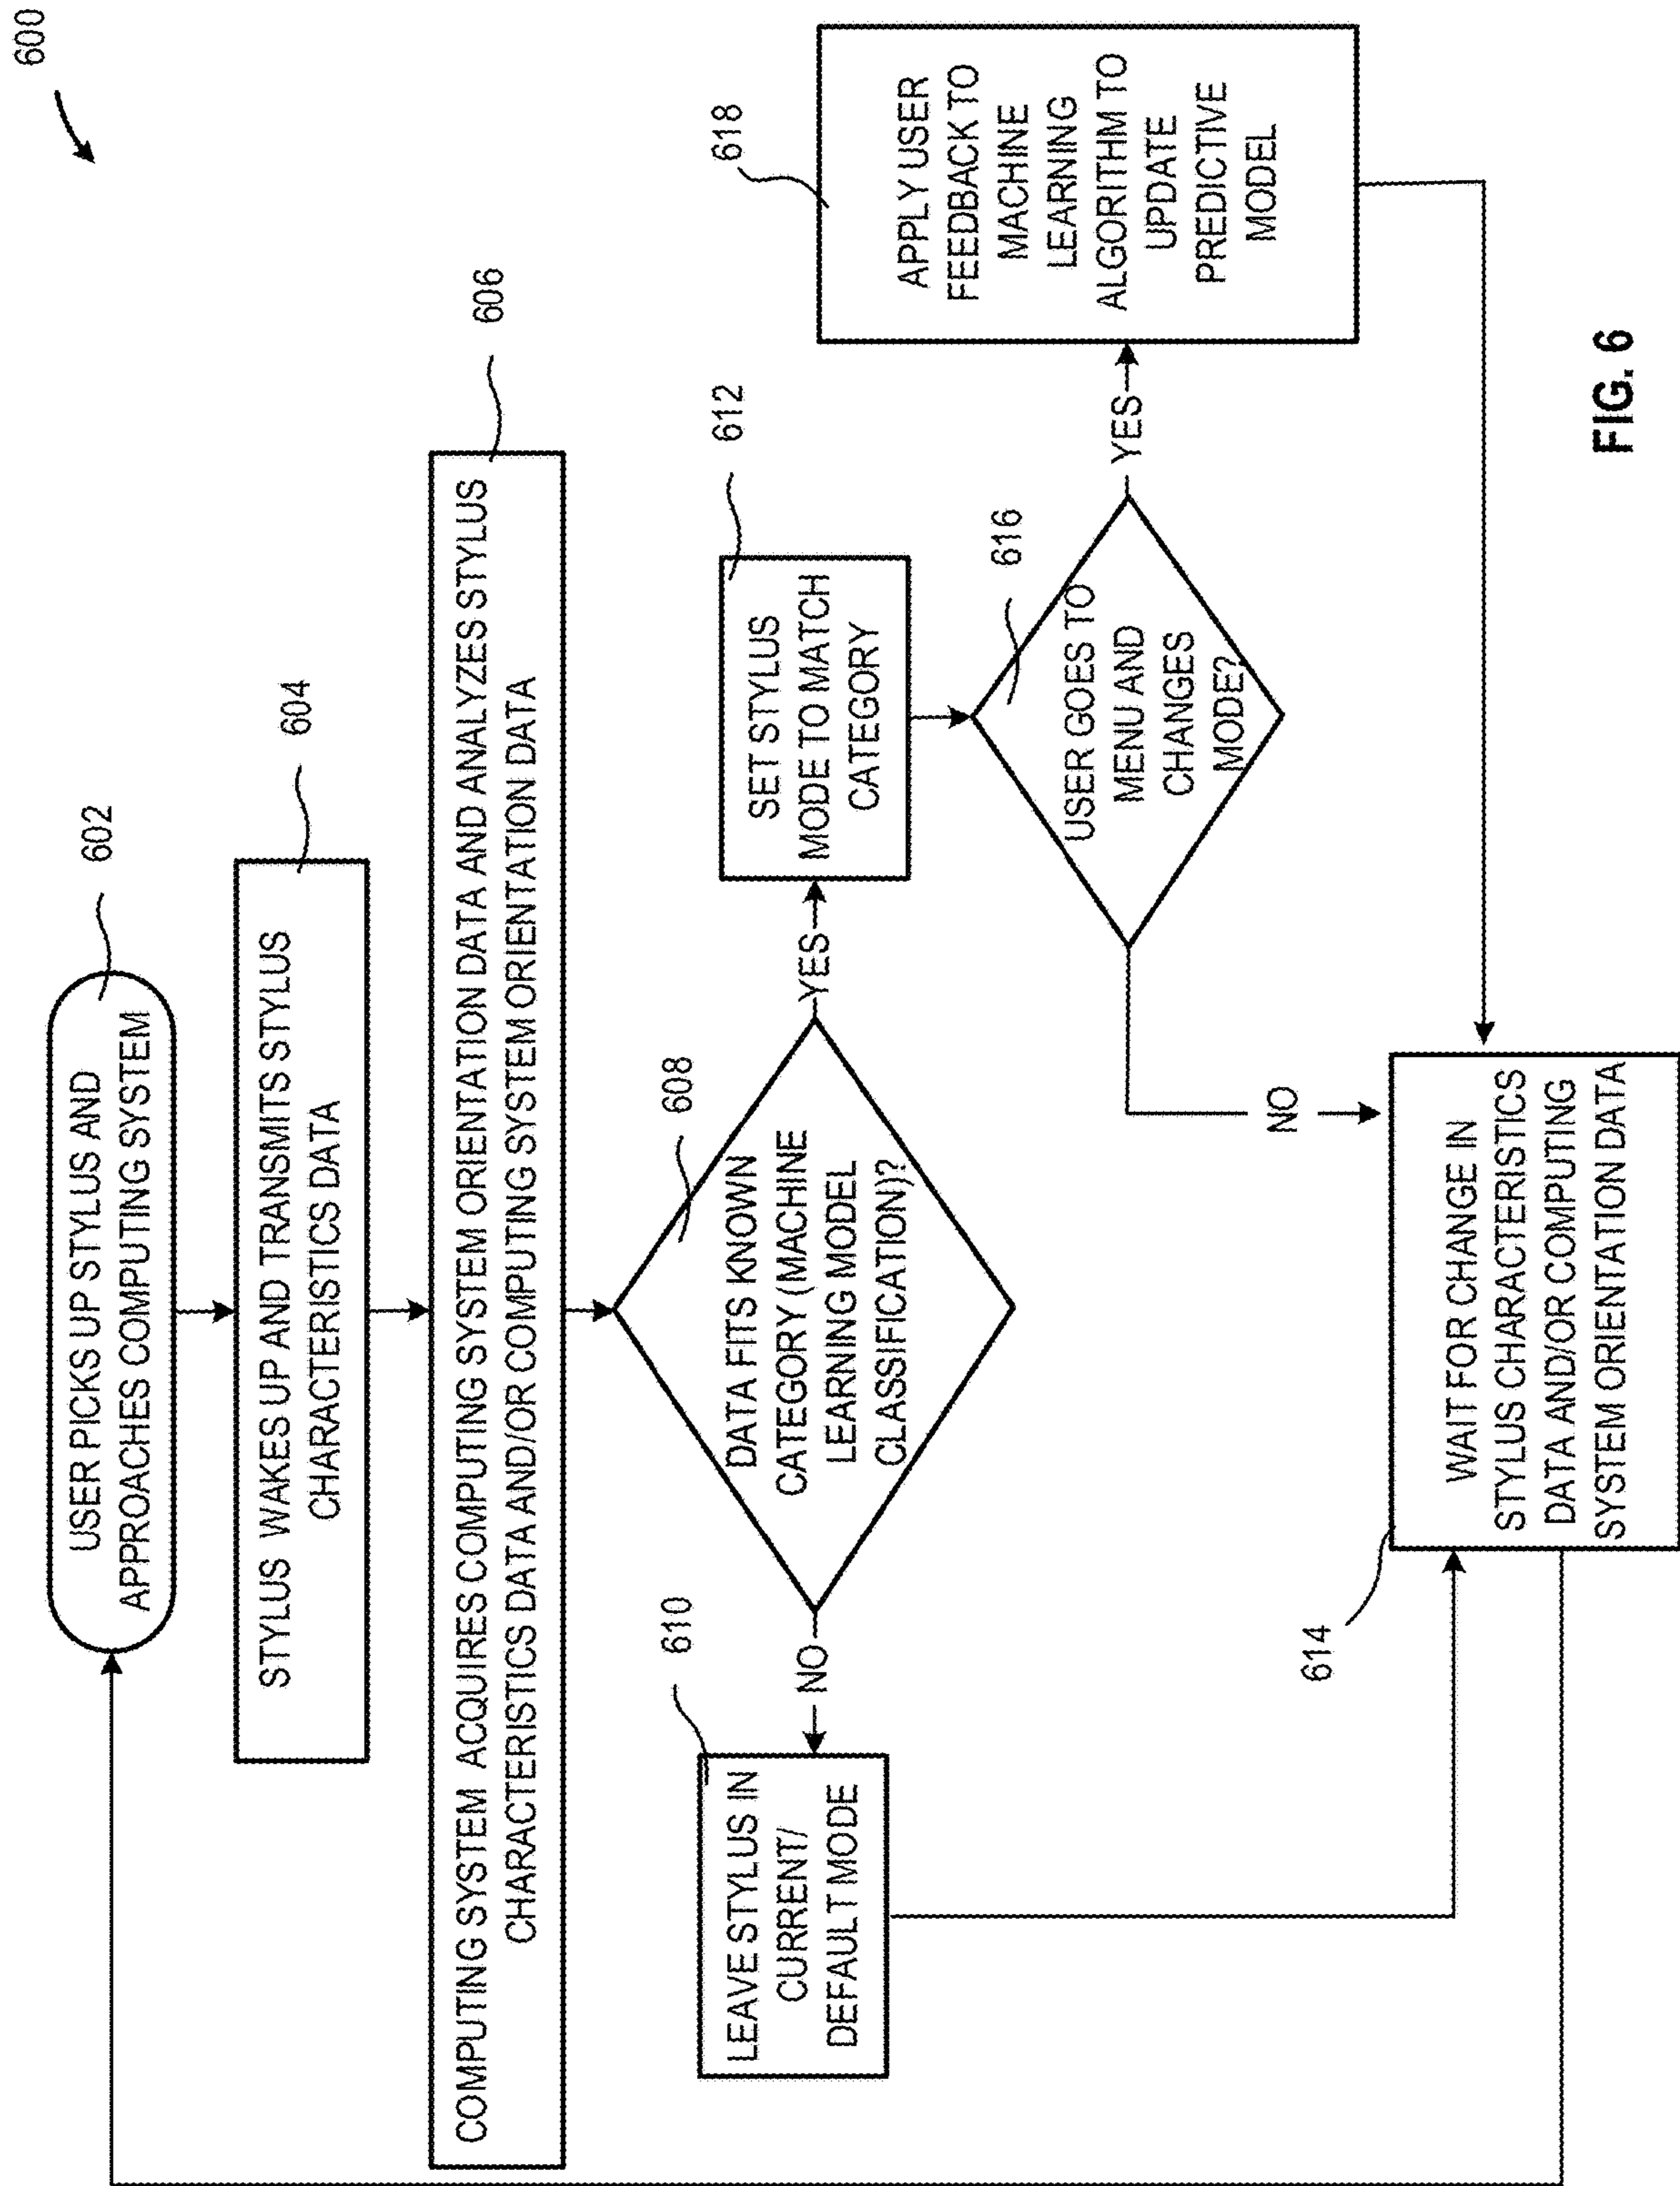 600
602
USER PICKS UP STYLUS AND
APPROACHES COMPUTING SYSTEM
604
STYLUS WAKES UP AND TRANSMITS STYLUS
CHARACTERISTICS DATA
606
COMPUTING SYSTEM ACQUIRES COMPUTING SYSTEM ORIENTATION DATA AND ANALYZES STYLUS
CHARACTERISTICS DATA AND/OR COMPUTING SYSTEM ORIENTATION DATA
608
DATA FITS KNOWN
CATEGORY (MACHINE
LEARNING MODEL
CLASSIFICATION)?
NO
YES
610
LEAVE STYLUS IN
CURRENT/
DEFAULT MODE
612
SET STYLUS
MODE TO MATCH
CATEGORY
616
USER GOES TO
MENU AND
CHANGES
MODE?
YES
NO
618
APPLY USER
FEEDBACK TO
MACHINE
LEARNING
ALGORITHM TO
UPDATE
PREDICTIVE
MODEL
614
WAIT FOR CHANGE IN
STYLUS CHARACTERISTICS
DATA AND/OR COMPUTING
SYSTEM ORIENTATION DATA
FIG. 6